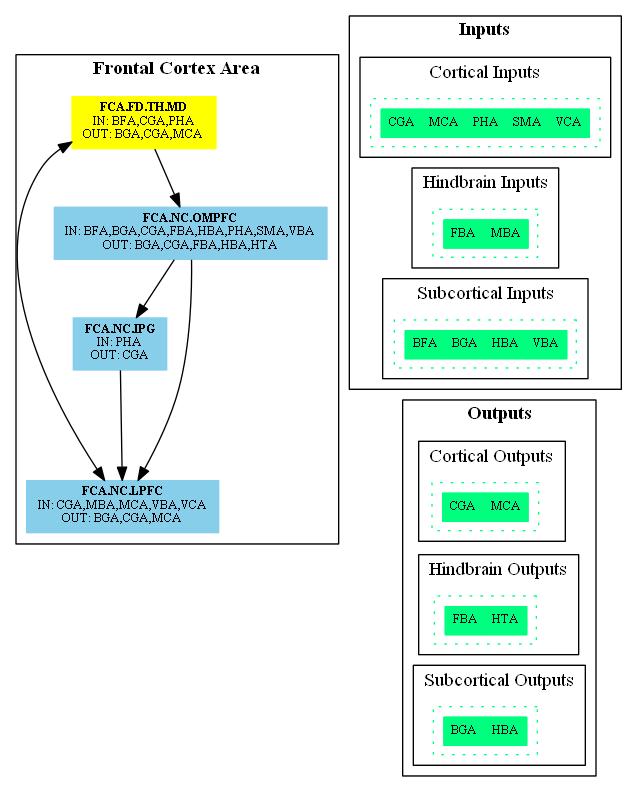 Frontal Cortex Area
FCA.FD.TH.MD
IN: BFA,CGA,PHA
OUT: BGA,CGA,MCA
FCA.NC.OMPFC
IN: BFA,BGA,CGA,FBA,HBA,PHA,SMA,VBA
OUT: BGA,CGA,FBA,HBA,HTA
FCA.NC.IPG
IN: PHA
OUT: CGA
FCA.NC.LPFC
IN: CGA,MBA,MCA,VBA,VCA
OUT: BGA,CGA,MCA
Inputs
Cortical Inputs
CGA MCA PHA SMA VCA
Hindbrain Inputs
FBA MBA
Subcortical Inputs
BFA BGA HBA VBA
Outputs
Cortical Outputs
CGA MCA
Hindbrain Outputs
FBA HTA
Subcortical Outputs
BGA HBA